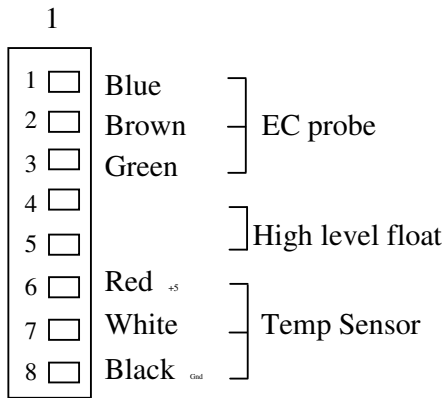 1
1 Blue
2 Brown EC probe
3 Green
4
High level float
5
6 Red +5
7 White Temp Sensor
8 Black Gnd